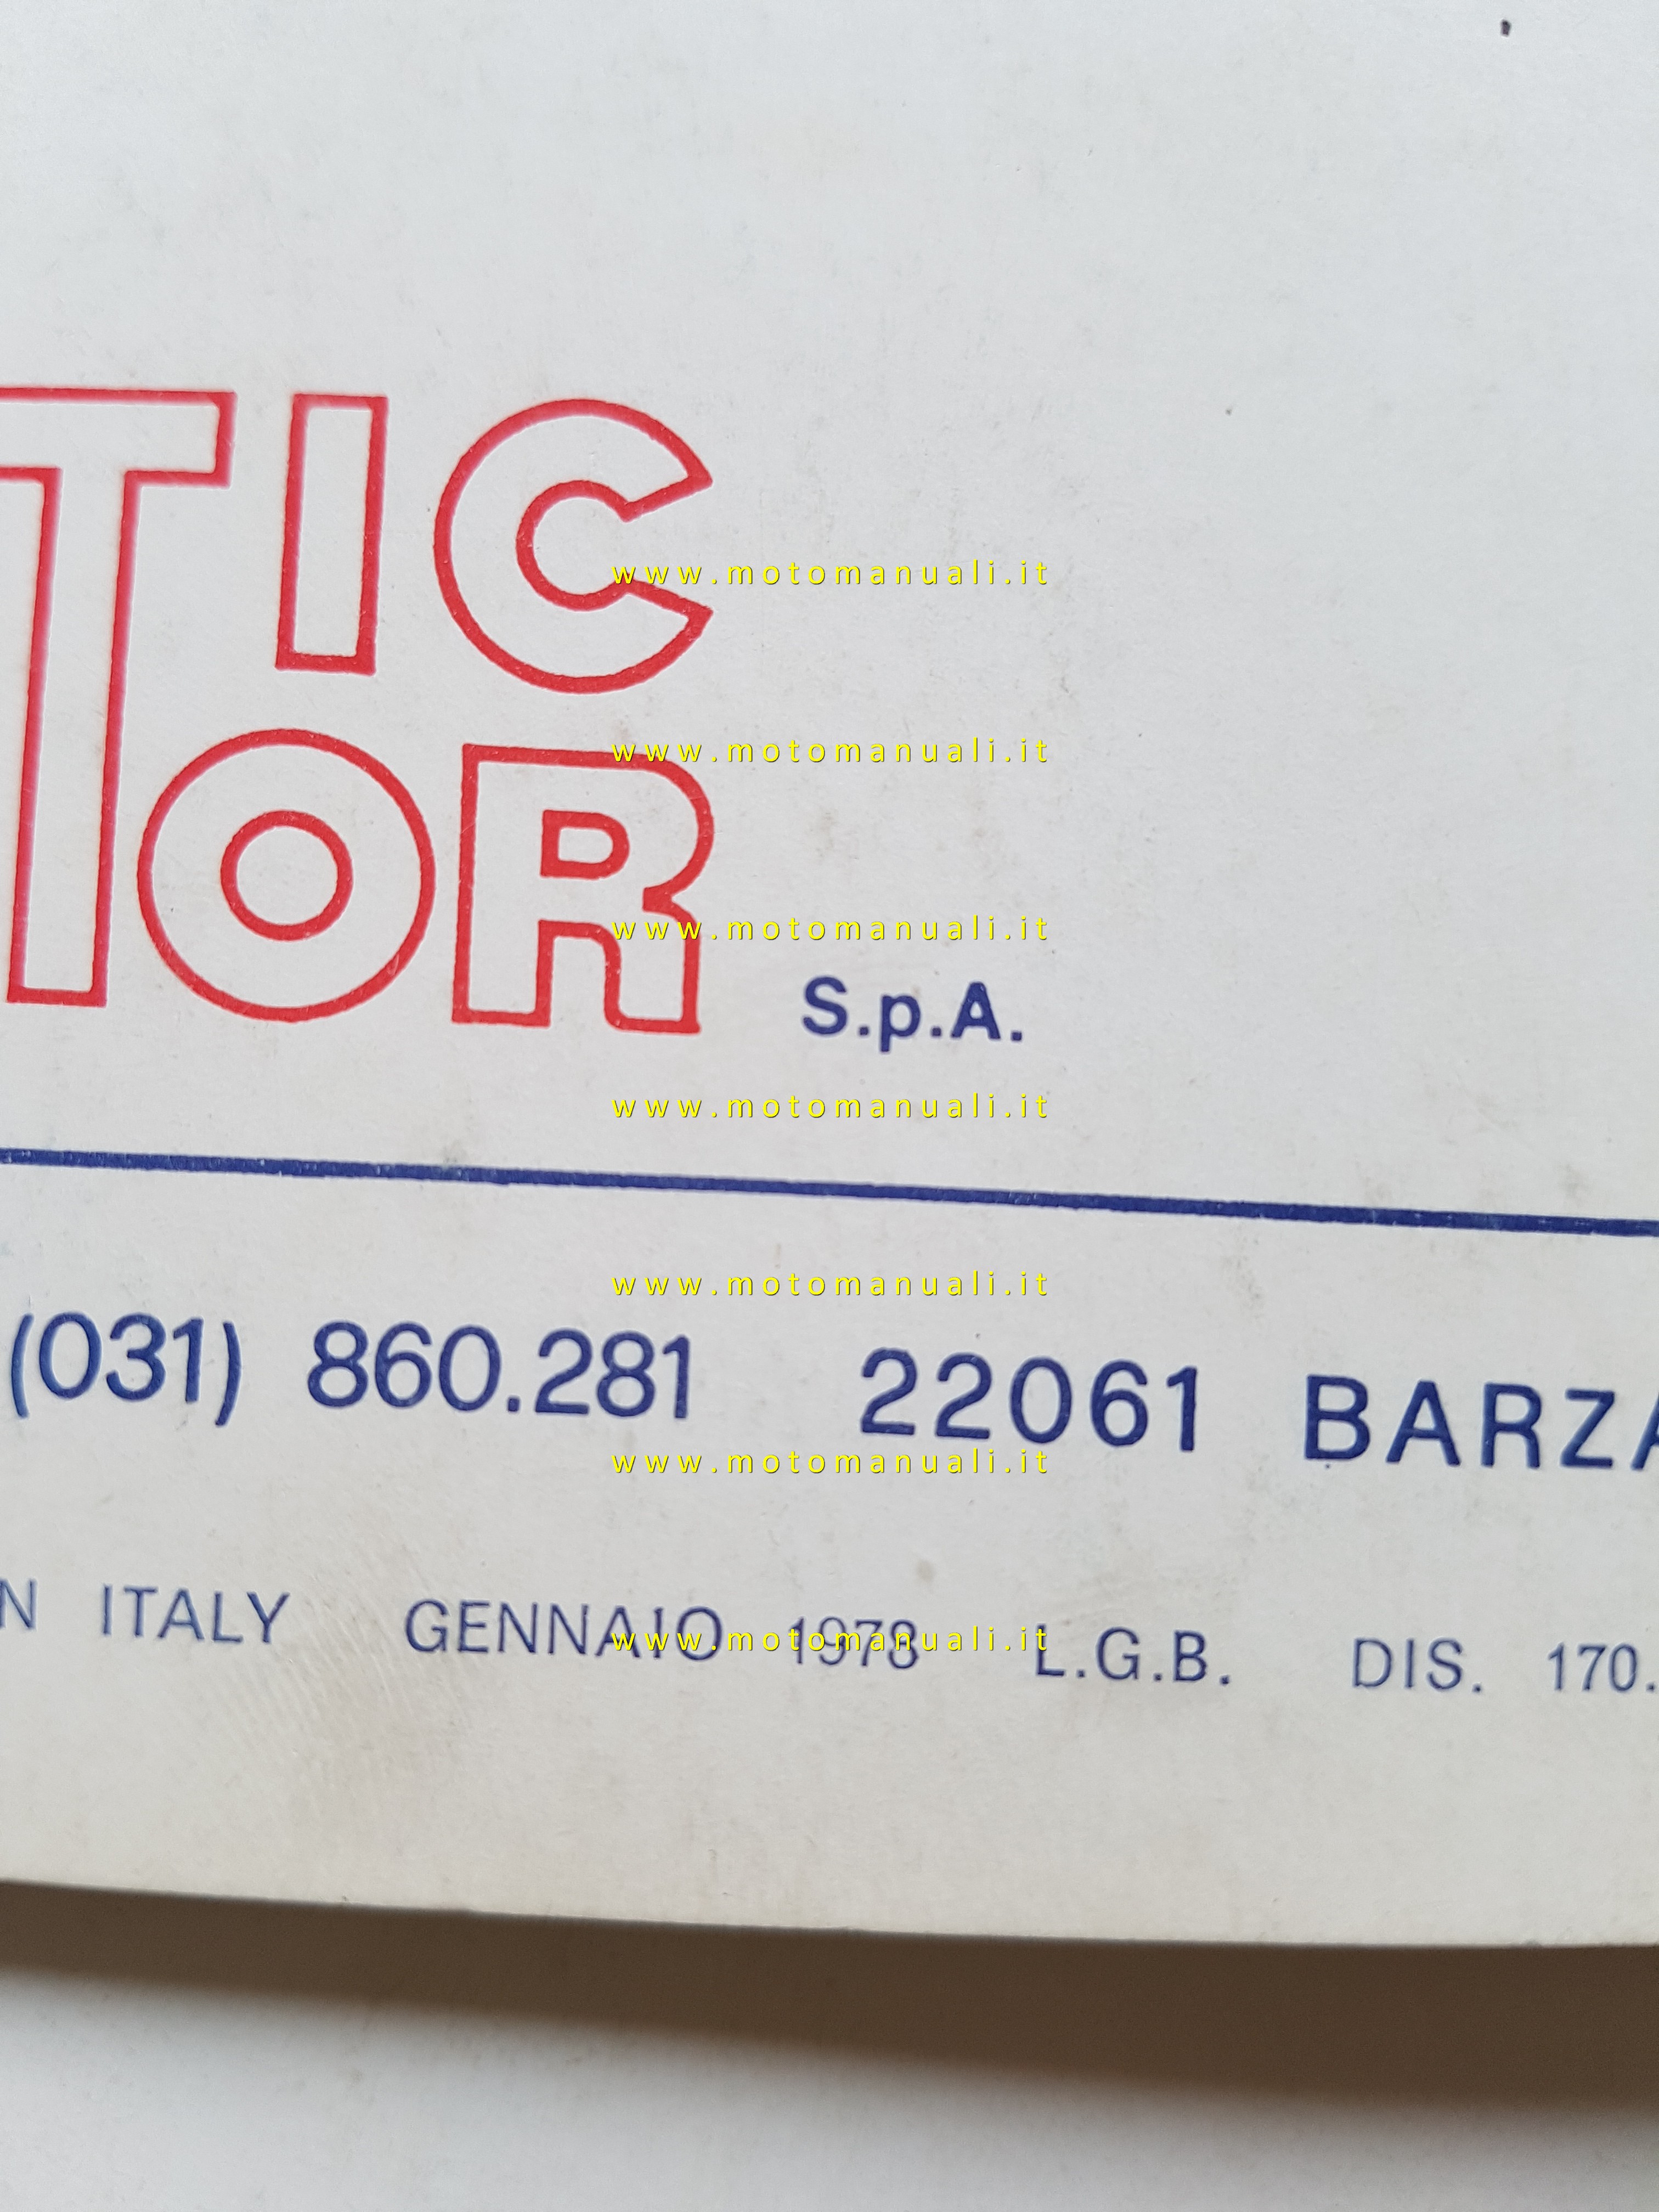 TIC
www.motomanuali.it
www.motomanuali.it
TOR
www.motomanuali.it
S.p.A.
www.motomanuali.it
www.motomanuali.it
(031) 860.281 22061 BARZA
www.motomanuali.it
N ITALY GENNAIO 1978 L.G.B. DIS. 170.
www.motomanuali.it